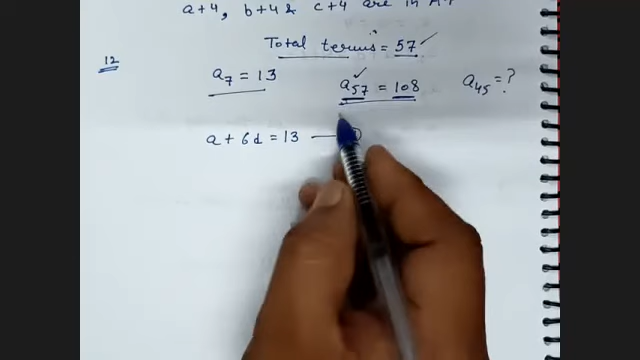 a+4, b+4 & c+4 are in A.P
Total terms = 57
12
a₇ = 13 a₅₇ = 108 a₄₅ = ?
a + 6d = 13 —